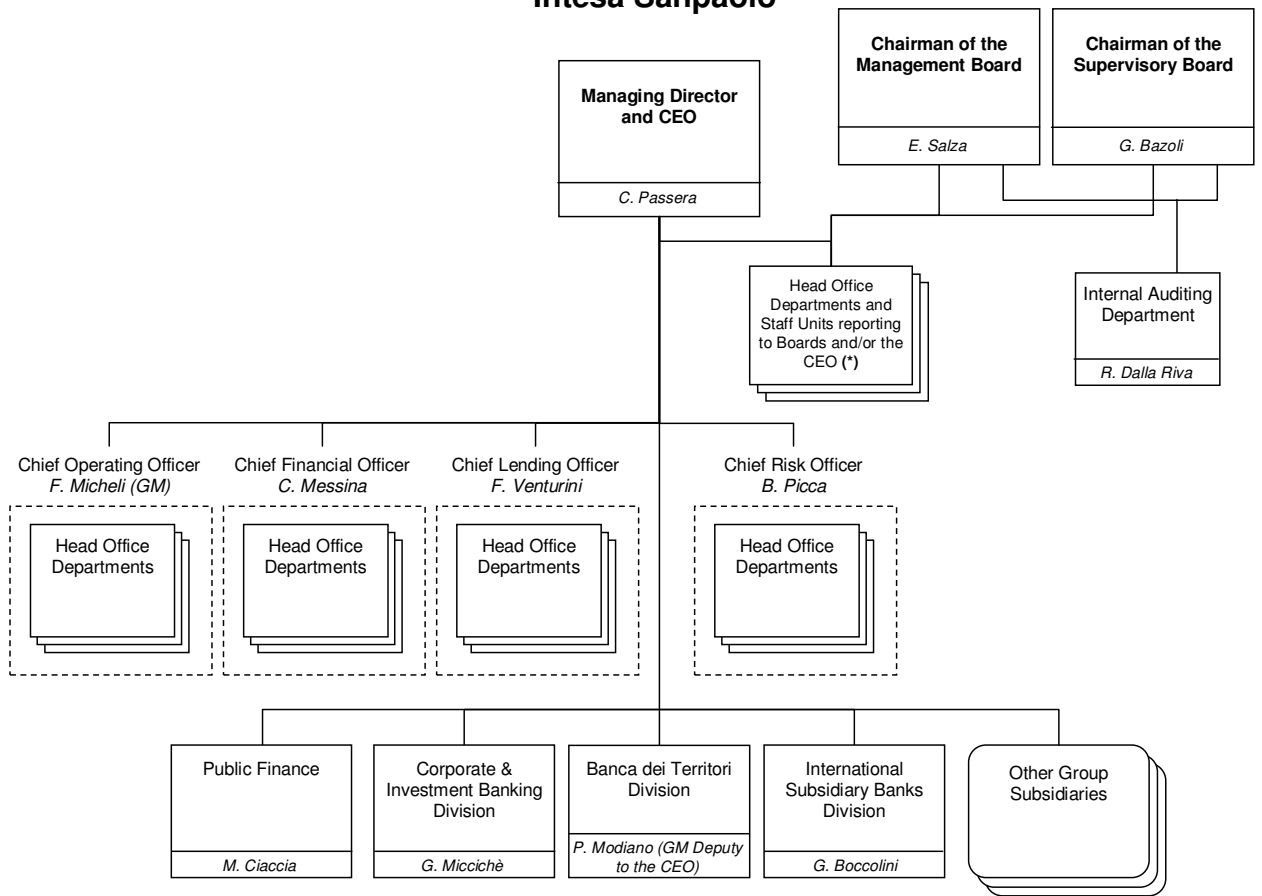 Intesa Sanpaolo
Chairman of the
Management Board
E. Salza
Chairman of the
Supervisory Board
G. Bazoli
Managing Director
and CEO
C. Passera
Head Office
Departments and
Staff Units reporting
to Boards and/or the
CEO (*)
Internal Auditing
Department
R. Dalla Riva
Chief Operating Officer
F. Micheli (GM)
Chief Financial Officer
C. Messina
Chief Lending Officer
F. Venturini
Chief Risk Officer
B. Picca
Head Office
Departments
Head Office
Departments
Head Office
Departments
Head Office
Departments
Public Finance
M. Ciaccia
Corporate &
Investment Banking
Division
G. Miccichè
Banca dei Territori
Division
P. Modiano (GM Deputy
to the CEO)
International
Subsidiary Banks
Division
G. Boccolini
Other Group
Subsidiaries